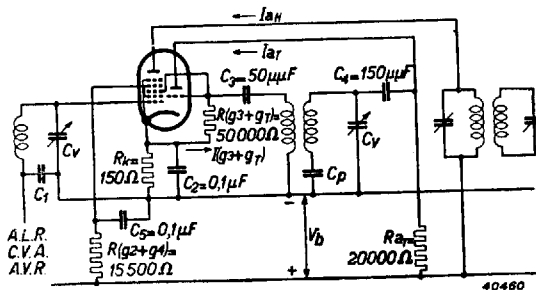 IaH
IaT
C3=50μμF
C4=150μμF
R(g3+gT)=
50000Ω
Cv
Rk=
150Ω
I(g3+gT)
C2=0,1μF
Cv
C1
Cp
C5=0,1μF
A.L.R.
C.V.A.
A.V.R.
R(g2+g4)=
15500Ω
−
Vb
+
RaT=
20000Ω
40460